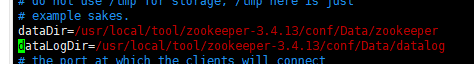 # do not use /tmp for storage, /tmp here is just
# example sakes.
dataDir=/usr/local/tool/zookeeper-3.4.13/conf/Data/zookeeper
dataLogDir=/usr/local/tool/zookeeper-3.4.13/conf/Data/datalog
# the port at which the clients will connect